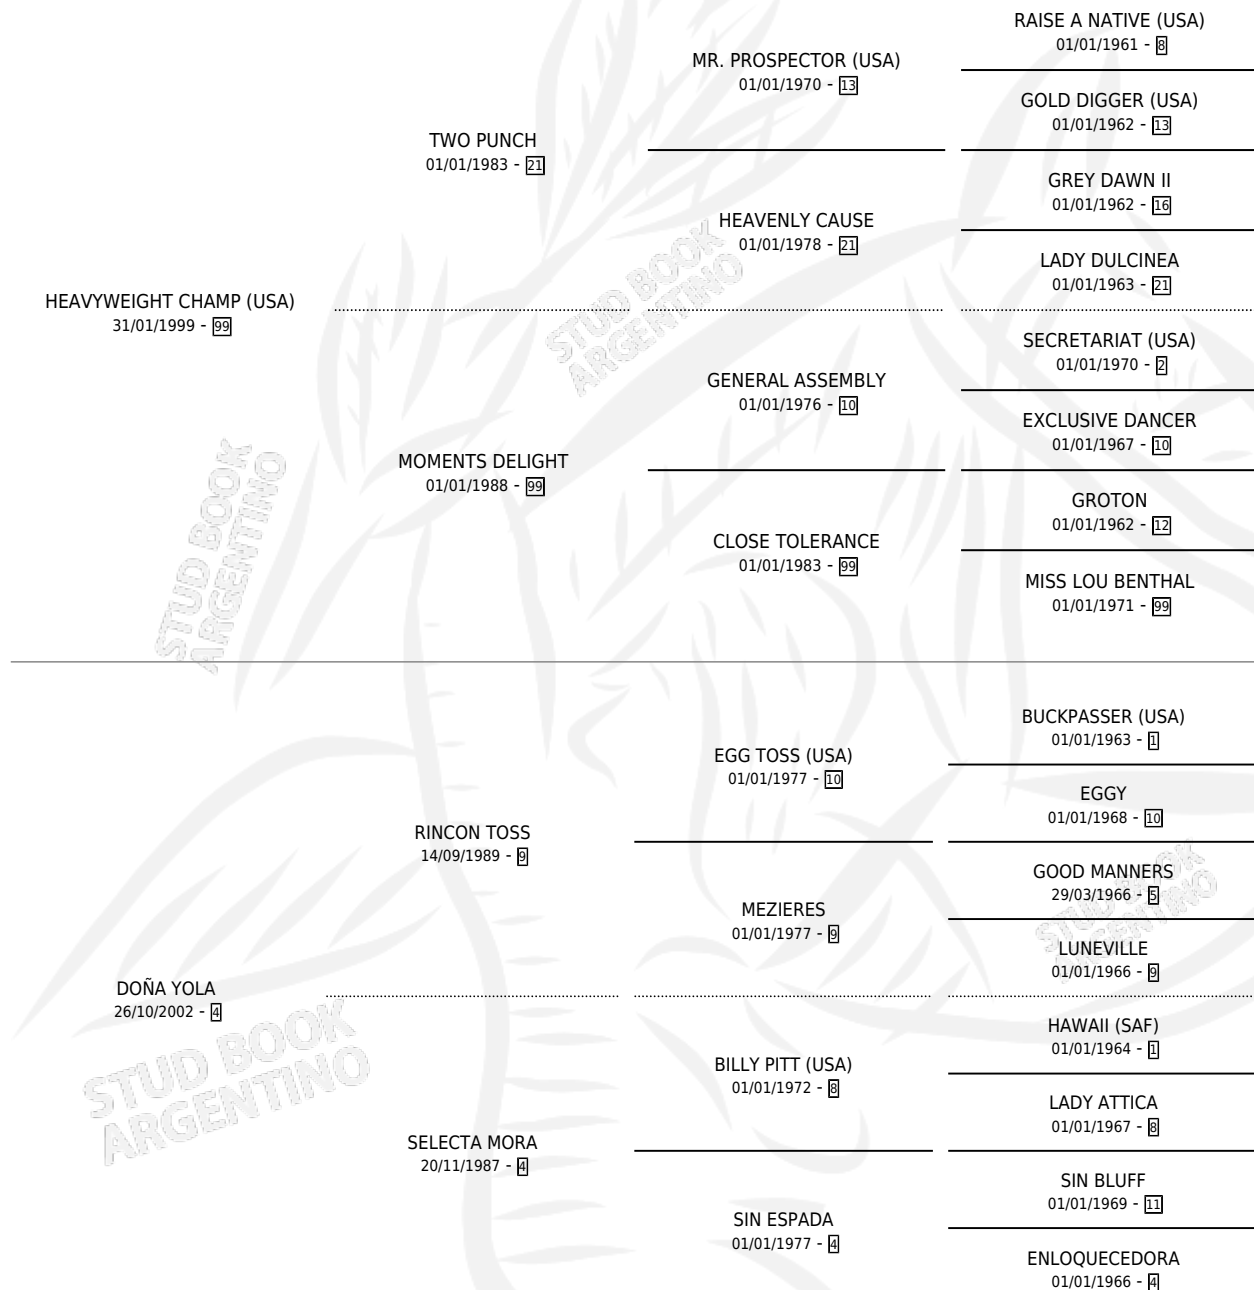 RAISE A NATIVE (USA)
01/01/1961 - 8
MR. PROSPECTOR (USA)
01/01/1970 - 13
GOLD DIGGER (USA)
01/01/1962 - 13
TWO PUNCH
01/01/1983 - 21
GREY DAWN II
01/01/1962 - 16
HEAVENLY CAUSE
01/01/1978 - 21
LADY DULCINEA
01/01/1963 - 21
HEAVYWEIGHT CHAMP (USA)
31/01/1999 - 99
SECRETARIAT (USA)
01/01/1970 - 2
GENERAL ASSEMBLY
01/01/1976 - 10
EXCLUSIVE DANCER
01/01/1967 - 10
MOMENTS DELIGHT
01/01/1988 - 99
GROTON
01/01/1962 - 12
CLOSE TOLERANCE
01/01/1983 - 99
MISS LOU BENTHAL
01/01/1971 - 99
BUCKPASSER (USA)
01/01/1963 - 1
EGG TOSS (USA)
01/01/1977 - 10
EGGY
01/01/1968 - 10
RINCON TOSS
14/09/1989 - 9
GOOD MANNERS
29/03/1966 - 5
MEZIERES
01/01/1977 - 9
LUNEVILLE
01/01/1966 - 9
DOÑA YOLA
26/10/2002 - 4
HAWAII (SAF)
01/01/1964 - 1
BILLY PITT (USA)
01/01/1972 - 8
LADY ATTICA
01/01/1967 - 8
SELECTA MORA
20/11/1987 - 4
SIN BLUFF
01/01/1969 - 11
SIN ESPADA
01/01/1977 - 4
ENLOQUECEDORA
01/01/1966 - 4
STUD BOOK
ARGENTINO
STUD BOOK
ARGENTINO
STUD BOOK
ARGENTINO
STUD BOOK
ARGENTINO